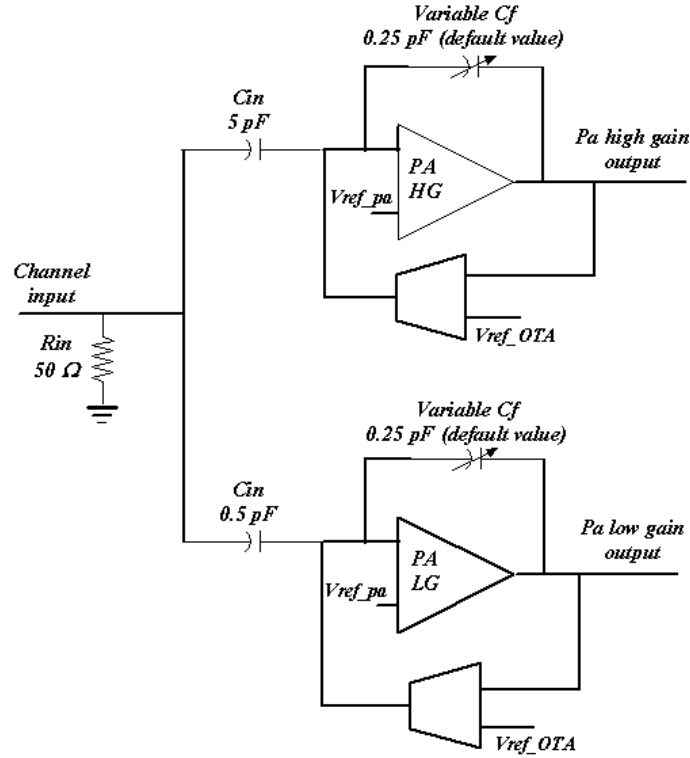 Variable Cf
0.25 pF (default value)
Cin
5 pF
Pa high gain
output
PA
HG
Vref_pa
Channel
input
Vref_OTA
Rin
50 Ω
Variable Cf
0.25 pF (default value)
Cin
0.5 pF
Pa low gain
output
PA
LG
Vref_pa
Vref_OTA